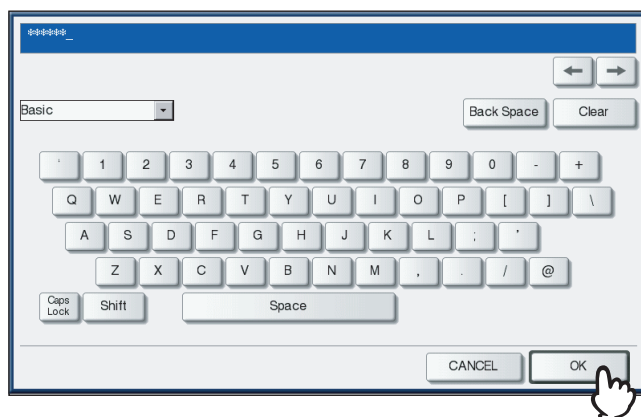 ******_
Basic
Back Space Clear
` 1 2 3 4 5 6 7 8 9 0 - +
Q W E R T Y U I O P [ ] \
A S D F G H J K L ; '
Z X C V B N M , . / @
Caps Lock Shift Space
CANCEL OK